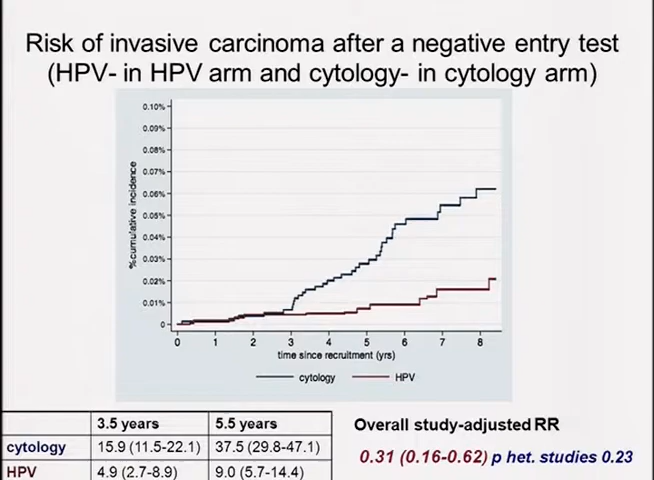 Risk of invasive carcinoma after a negative entry test
(HPV- in HPV arm and cytology- in cytology arm)
0.10%
0.09%
0.08%
0.07%
0.06%
0.05%
0.04%
0.03%
0.02%
0.01%
0
%cumulative incidence
0 1 2 3 4 5 6 7 8
time since recruitment (yrs)
cytology HPV
3.5 years 5.5 years
cytology 15.9 (11.5-22.1) 37.5 (29.8-47.1)
HPV 4.9 (2.7-8.9) 9.0 (5.7-14.4)
Overall study-adjusted RR
0.31 (0.16-0.62) p het. studies 0.23